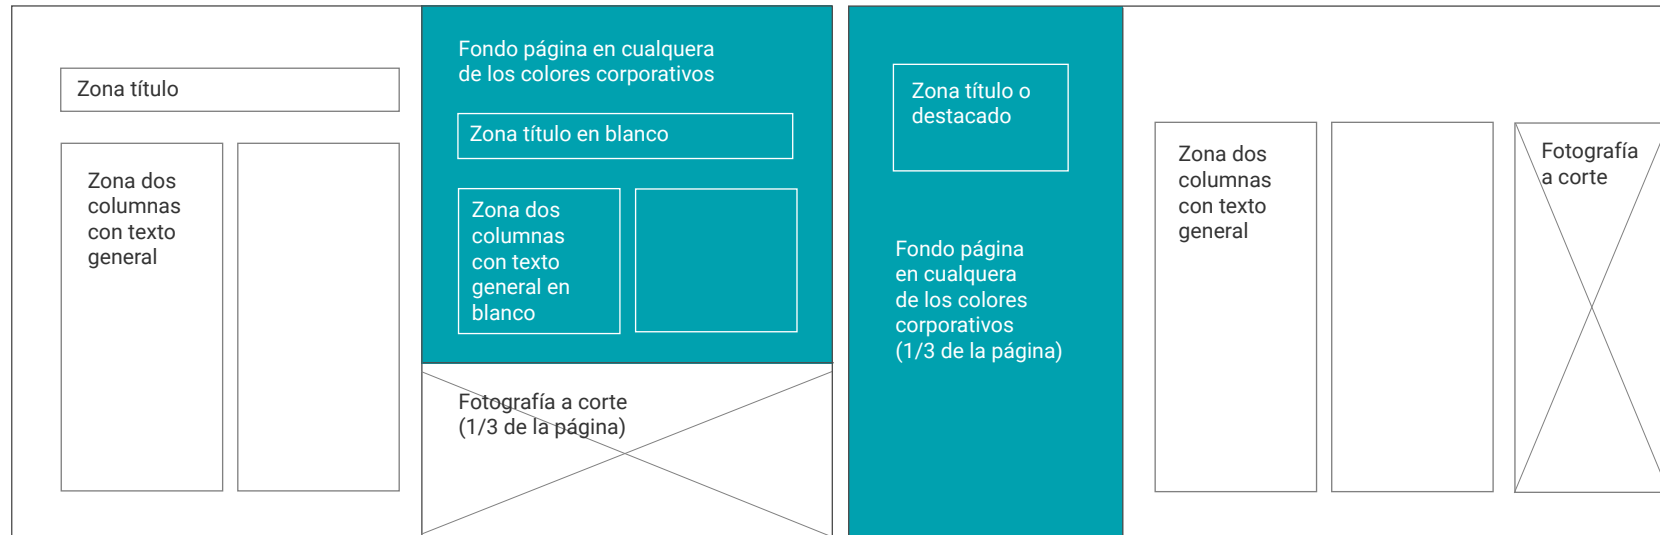 Zona título
Zona dos
columnas
con texto
general
Fondo página en cualquera
de los colores corporativos
Zona título en blanco
Zona dos
columnas
con texto
general en
blanco
Fotografía a corte
(1/3 de la página)
Zona título o
destacado
Fondo página
en cualquera
de los colores
corporativos
(1/3 de la página)
Zona dos
columnas
con texto
general
Fotografía
a corte